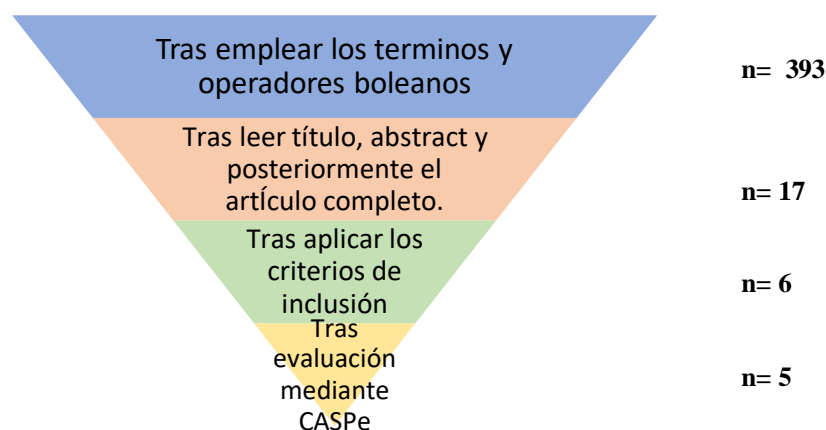 Tras emplear los terminos y
operadores boleanos
n=  393
Tras leer título, abstract y
posteriormente el
artÍculo completo.
n= 17
Tras aplicar los
criterios de
inclusión
n= 6
Tras
evaluación
mediante
CASPe
n= 5